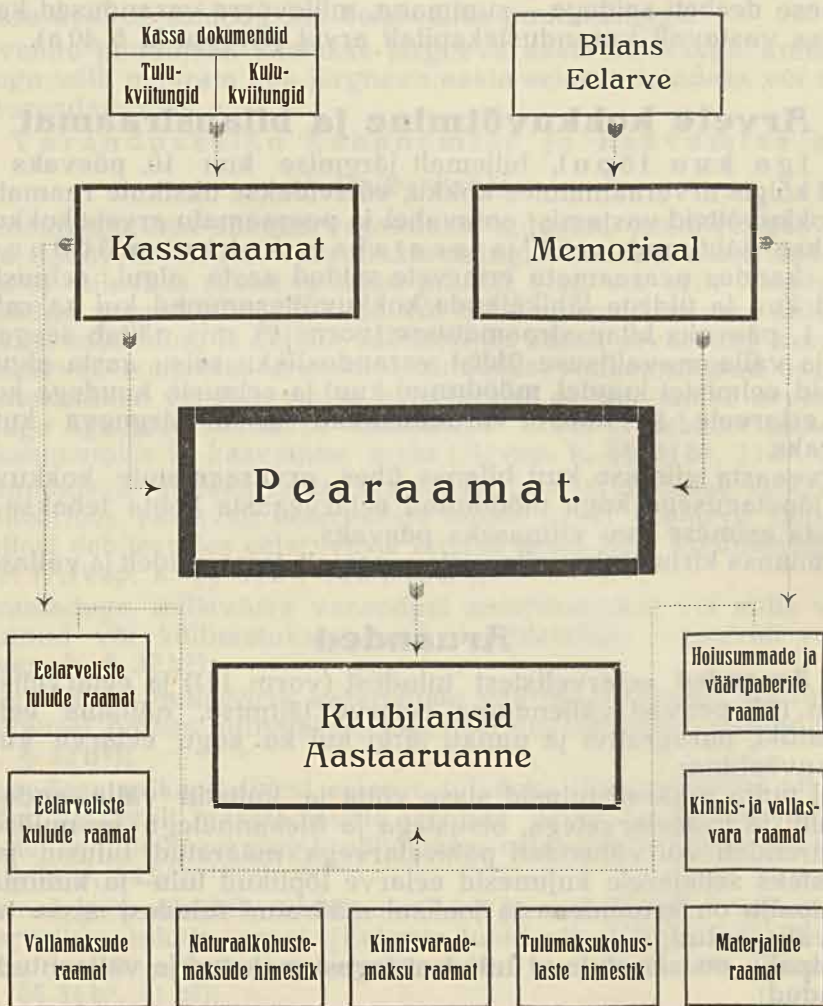 Kassa dokumendid
Tulu-
kviitungid
Kulu-
kviitungid
Bilans
Eelarve
Kassaraamat
Memoriaal
Pearaamat.
Eelarveliste
tulude raamat
Kuubilansid
Aastaaruanne
Hoiusummade ja
väärtpaberite
raamat
Eelarveliste
kulude raamat
Kinnis- ja vallas-
vara raamat
Vallamaksude
raamat
Naturaalkohuste-
maksude nimestik
Kinnisvarade-
maksu raamat
Tulumaksukohus-
laste nimestik
Materjalide
raamat